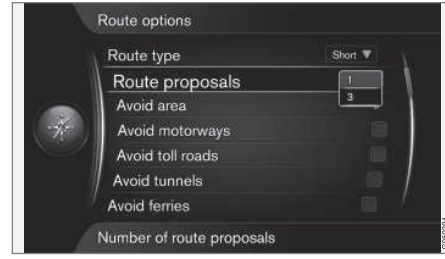 Route options
Route type Short
Route proposals 1
3
Avoid area
Avoid motorways
Avoid toll roads
Avoid tunnels
Avoid ferries
Number of route proposals